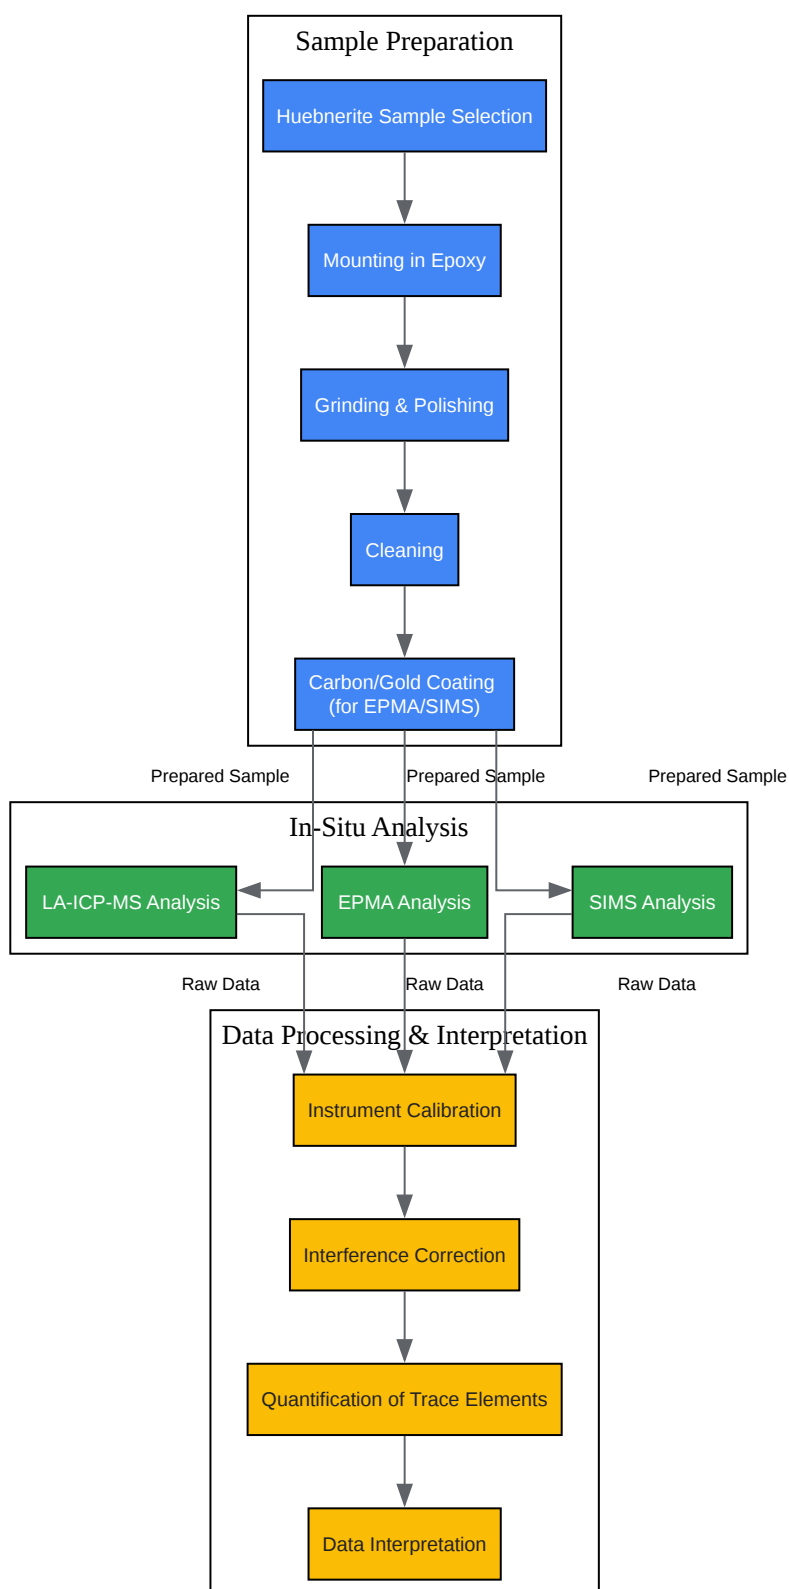 Sample Preparation
Huebnerite Sample Selection
Mounting in Epoxy
Grinding & Polishing
Cleaning
Carbon/Gold Coating
(for EPMA/SIMS)
Prepared Sample
Prepared Sample
Prepared Sample
In-Situ Analysis
LA-ICP-MS Analysis
EPMA Analysis
SIMS Analysis
Raw Data
Raw Data
Raw Data
Data Processing & Interpretation
Instrument Calibration
Interference Correction
Quantification of Trace Elements
Data Interpretation